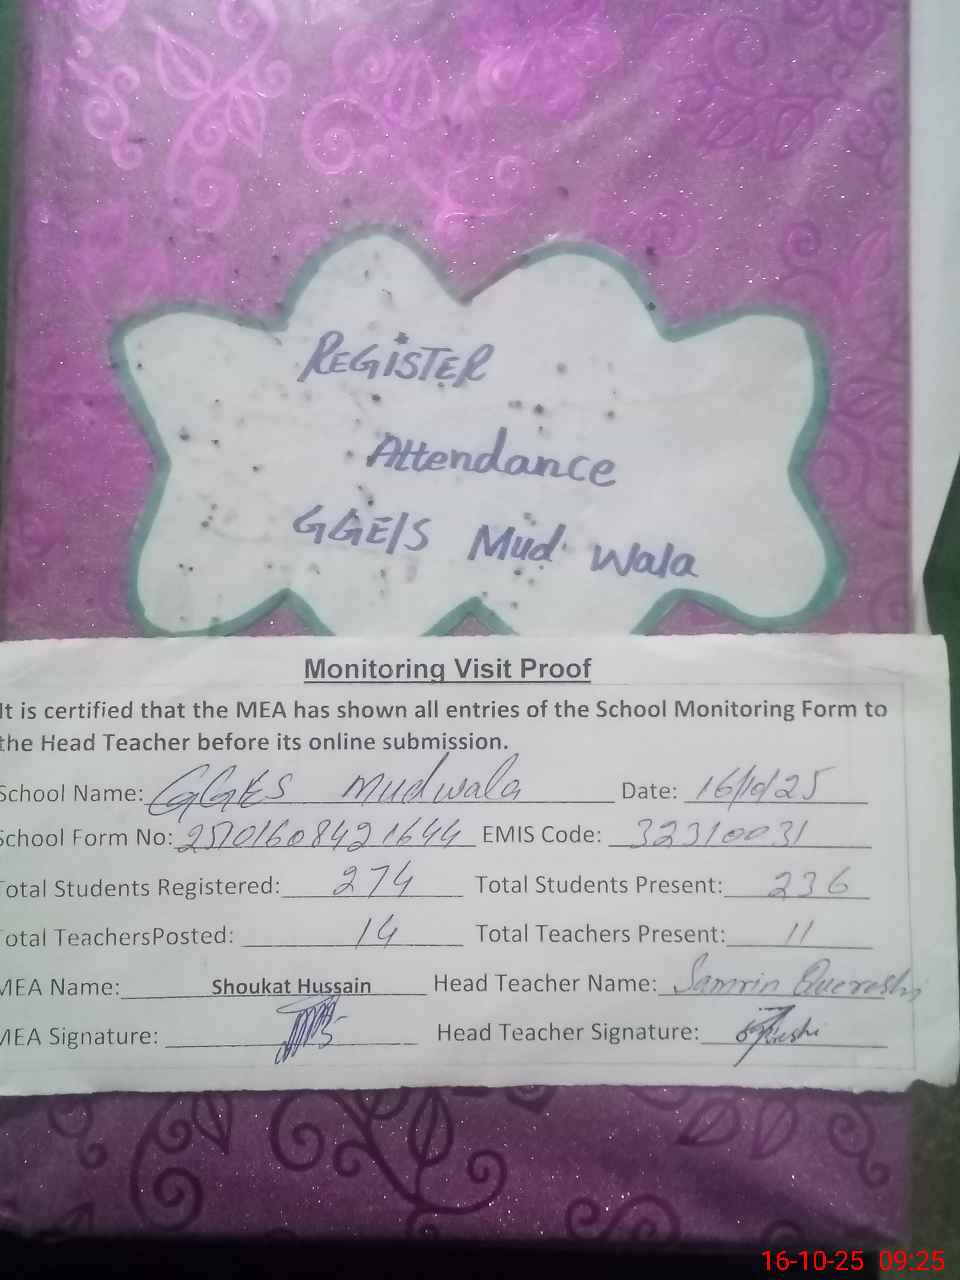 REGISTER
Attendance
GGE/S Mud Wala
Monitoring Visit Proof
It is certified that the MEA has shown all entries of the School Monitoring Form to
the Head Teacher before its online submission.
School Name: GGES Mudwala Date: 16/10/25
School Form No: 25101608421644 EMIS Code: 32310031
Total Students Registered: 274 Total Students Present: 236
Total TeachersPosted: 14 Total Teachers Present: 11
MEA Name: Shoukat Hussain Head Teacher Name: Samrin Quereshi
MEA Signature: Head Teacher Signature:
16-10-25 09:25